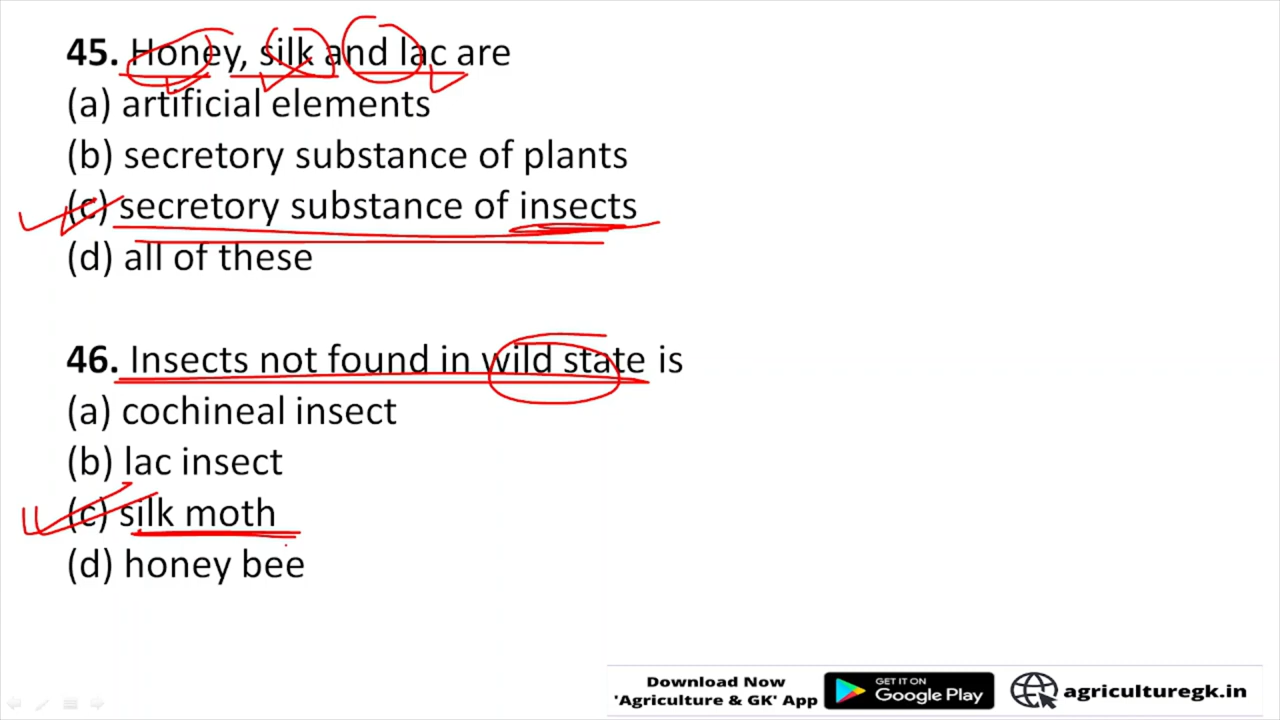 45. Honey, silk and lac are
(a) artificial elements
(b) secretory substance of plants
(c) secretory substance of insects
(d) all of these
46. Insects not found in wild state is
(a) cochineal insect
(b) lac insect
(c) silk moth
(d) honey bee
Download Now
'Agriculture & GK' App
GET IT ON
Google Play
agriculturegk.in